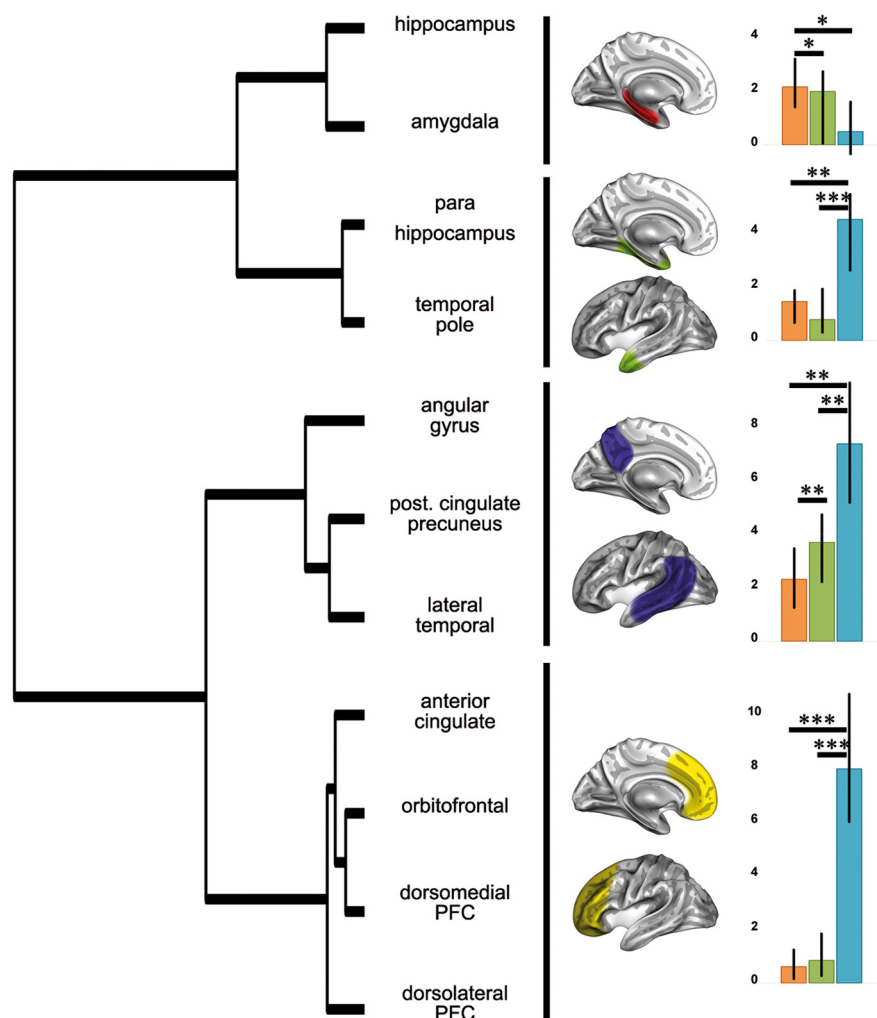 hippocampus
amygdala
4
2
0
*
*
para
hippocampus
temporal
pole
4
2
0
**
***
angular
gyrus
post. cingulate
precuneus
lateral
temporal
8
6
4
2
0
**
**
**
anterior
cingulate
orbitofrontal
dorsomedial
PFC
dorsolateral
PFC
10
8
6
4
2
0
***
***